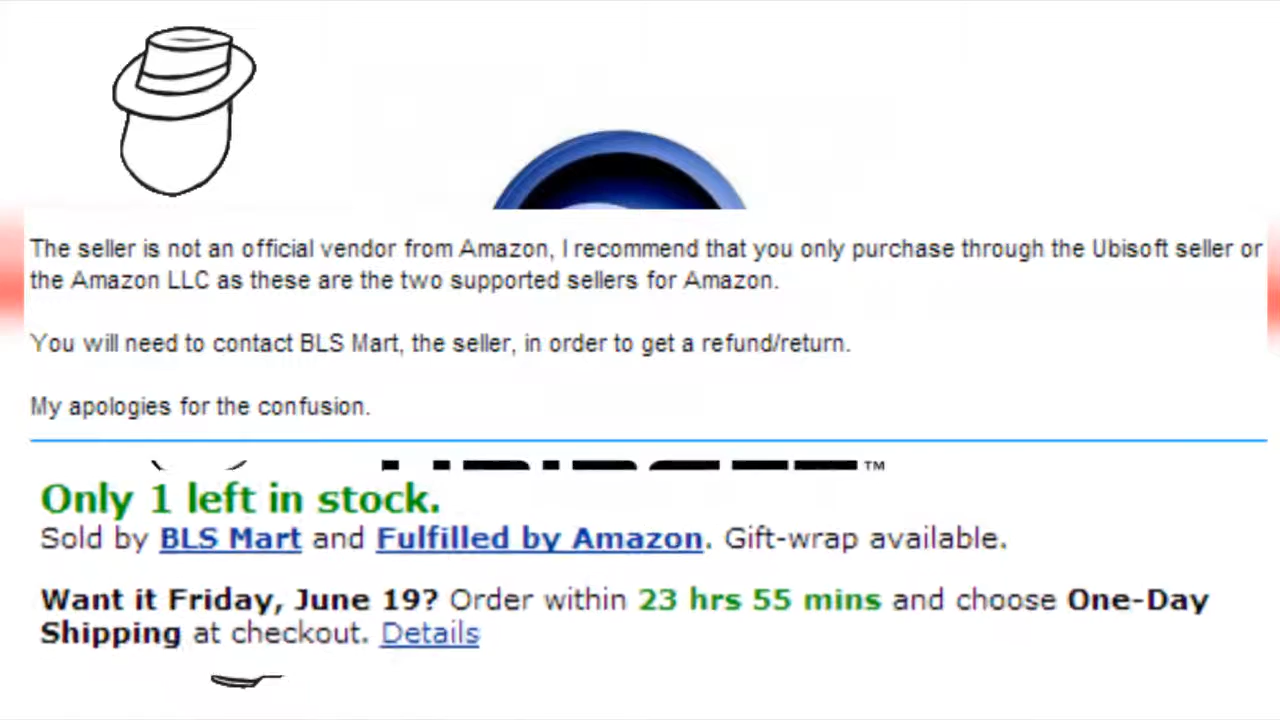 The seller is not an official vendor from Amazon, I recommend that you only purchase through the Ubisoft seller or
the Amazon LLC as these are the two supported sellers for Amazon.
You will need to contact BLS Mart, the seller, in order to get a refund/return.
My apologies for the confusion.
™
Only 1 left in stock.
Sold by BLS Mart and Fulfilled by Amazon. Gift-wrap available.
Want it Friday, June 19? Order within 23 hrs 55 mins and choose One-Day
Shipping at checkout. Details